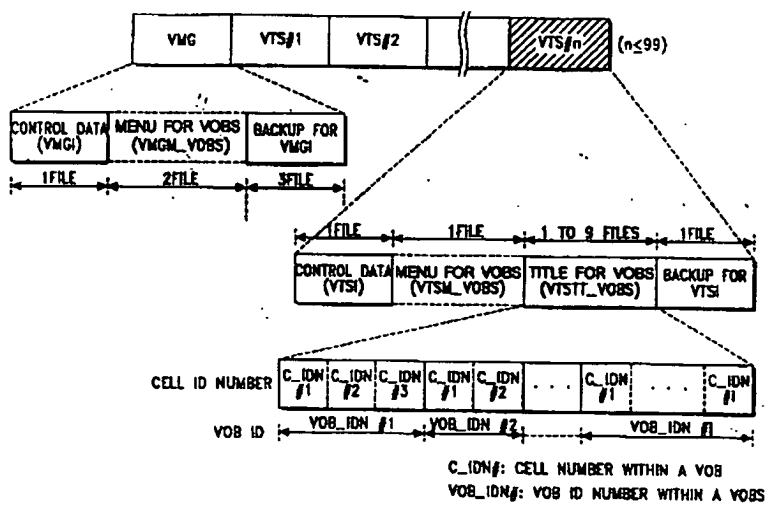 VMG VTS#1 VTS#2 VTS#n (n≤99)
CONTROL DATA (VMGI)
MENU FOR VOBS (VMGM_VOBS)
BACKUP FOR VMGI
1FILE 2FILE 3FILE
1FILE 1FILE 1 TO 9 FILES 1FILE
CONTROL DATA (VTSI)
MENU FOR VOBS (VTSM_VOBS)
TITLE FOR VOBS (VTSTT_VOBS)
BACKUP FOR VTSI
CELL ID NUMBER
C_IDN #1 C_IDN #2 C_IDN #3 C_IDN #1 C_IDN #2 . . . C_IDN #1 . . . C_IDN #I
VOB ID VOB_IDN #1 VOB_IDN #2 VOB_IDN #I
C_IDN#: CELL NUMBER WITHIN A VOB
VOB_IDN#: VOB ID NUMBER WITHIN A VOBS